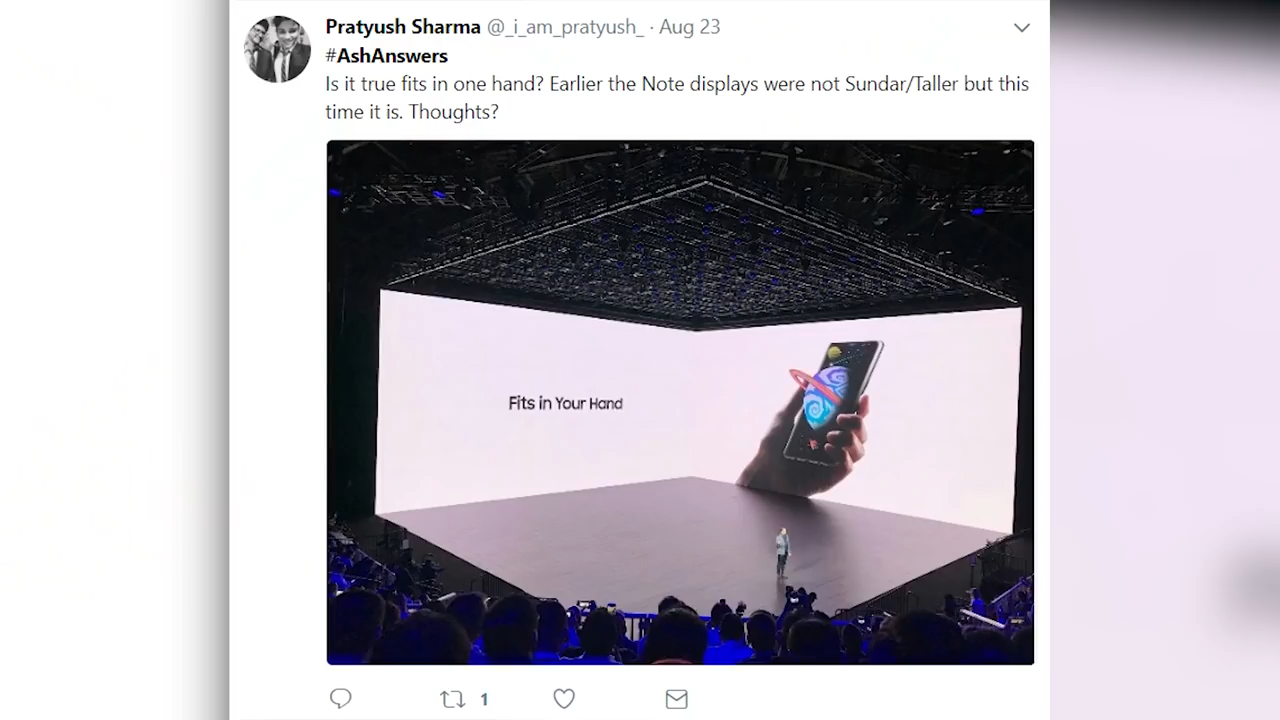 Pratyush Sharma @_i_am_pratyush_ · Aug 23
#AshAnswers
Is it true fits in one hand? Earlier the Note displays were not Sundar/Taller but this
time it is. Thoughts?
Fits in Your Hand
1